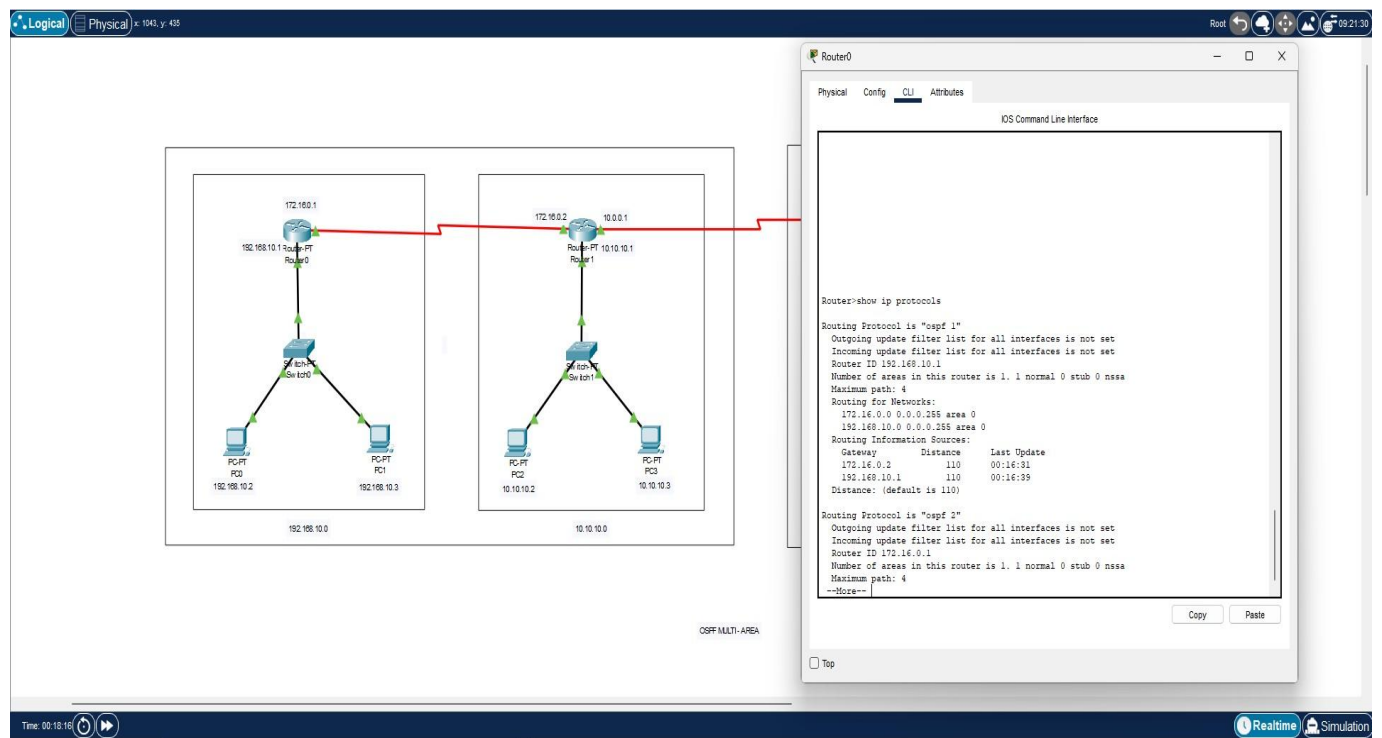 Logical Physical x: 1043, y: 435 Root 09:21:30
Router0
Physical Config CLI Attributes
IOS Command Line Interface
172.16.0.1
192.168.10.1 Router-PT
Router0
172.16.0.2 10.0.0.1
Router-PT 10.10.10.1
Router1
Switch-PT
Switch0
Switch-PT
Switch1
PC-PT
PC0
192.168.10.2
PC-PT
PC1
192.168.10.3
PC-PT
PC2
10.10.10.2
PC-PT
PC3
10.10.10.3
192.168.10.0
10.10.10.0
OSPF MULTI - AREA
Router>show ip protocols
Routing Protocol is "ospf 1"
Outgoing update filter list for all interfaces is not set
Incoming update filter list for all interfaces is not set
Router ID 192.168.10.1
Number of areas in this router is 1. 1 normal 0 stub 0 nssa
Maximum path: 4
Routing for Networks:
172.16.0.0 0.0.0.255 area 0
192.168.10.0 0.0.0.255 area 0
Routing Information Sources:
Gateway Distance Last Update
172.16.0.2 110 00:16:31
192.168.10.1 110 00:16:39
Distance: (default is 110)
Routing Protocol is "ospf 2"
Outgoing update filter list for all interfaces is not set
Incoming update filter list for all interfaces is not set
Router ID 172.16.0.1
Number of areas in this router is 1. 1 normal 0 stub 0 nssa
Maximum path: 4
--More--
Copy Paste
Top
Time: 00:18:16 Realtime Simulation